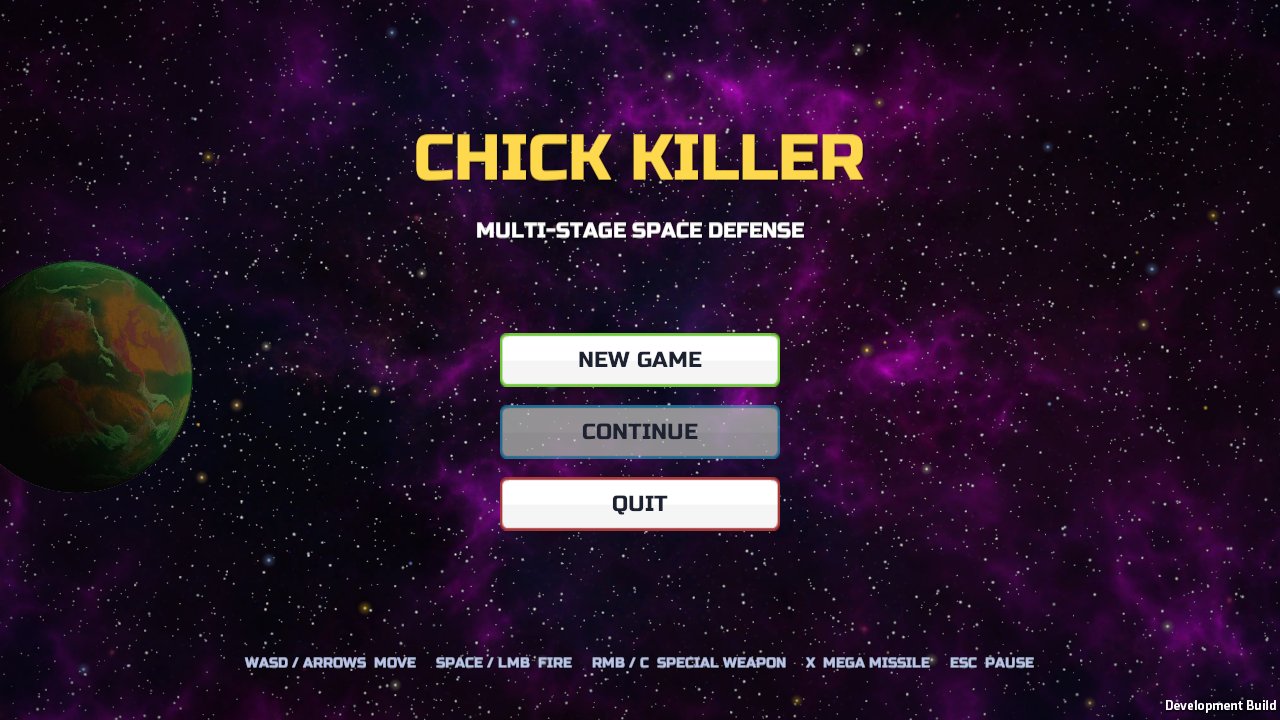 CHICK KILLER
MULTI-STAGE SPACE DEFENSE
NEW GAME
CONTINUE
QUIT
WASD / ARROWS MOVE SPACE / LMB FIRE RMB / C SPECIAL WEAPON X MEGA MISSILE ESC PAUSE
Development Build